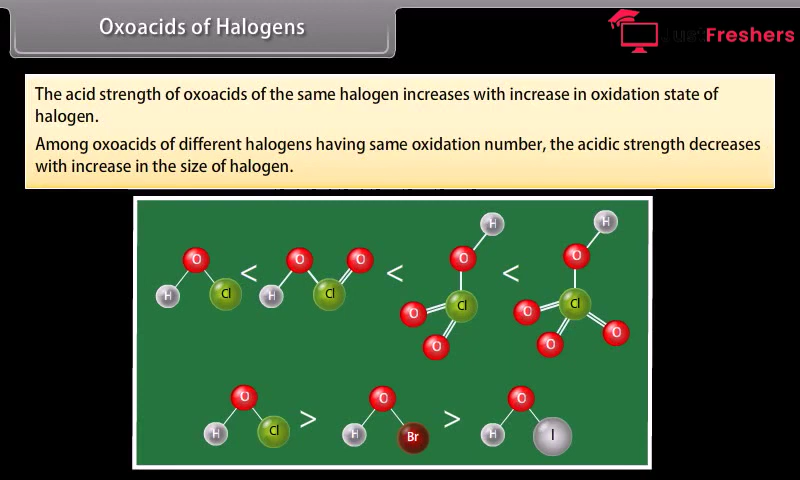 Oxoacids of Halogens
Just Freshers
The acid strength of oxoacids of the same halogen increases with increase in oxidation state of
halogen.
Among oxoacids of different halogens having same oxidation number, the acidic strength decreases
with increase in the size of halogen.
H O Cl < H O Cl O < H O Cl O O < H O Cl O O O
H O Cl > H O Br > H O I